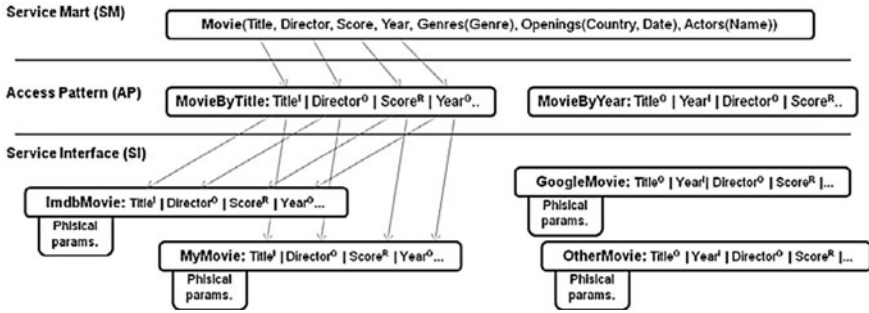 Service Mart (SM)
Movie(Title, Director, Score, Year, Genres(Genre), Openings(Country, Date), Actors(Name))
Access Pattern (AP)
MovieByTitle: Titleᴵ | Directorᴼ | Scoreᴿ | Yearᴼ..
MovieByYear: Titleᴼ | Yearᴵ | Directorᴼ | Scoreᴿ..
Service Interface (SI)
ImdbMovie: Titleᴵ | Directorᴼ | Scoreᴿ | Yearᴼ...
Phisical
params.
GoogleMovie: Titleᴼ | Yearᴵ| Directorᴼ | Scoreᴿ |...
Phisical
params.
MyMovie: Titleᴵ | Directorᴼ | Scoreᴿ | Yearᴼ...
Phisical
params.
OtherMovie: Titleᴼ | Yearᴵ | Directorᴼ | Scoreᴿ |...
Phisical
params.